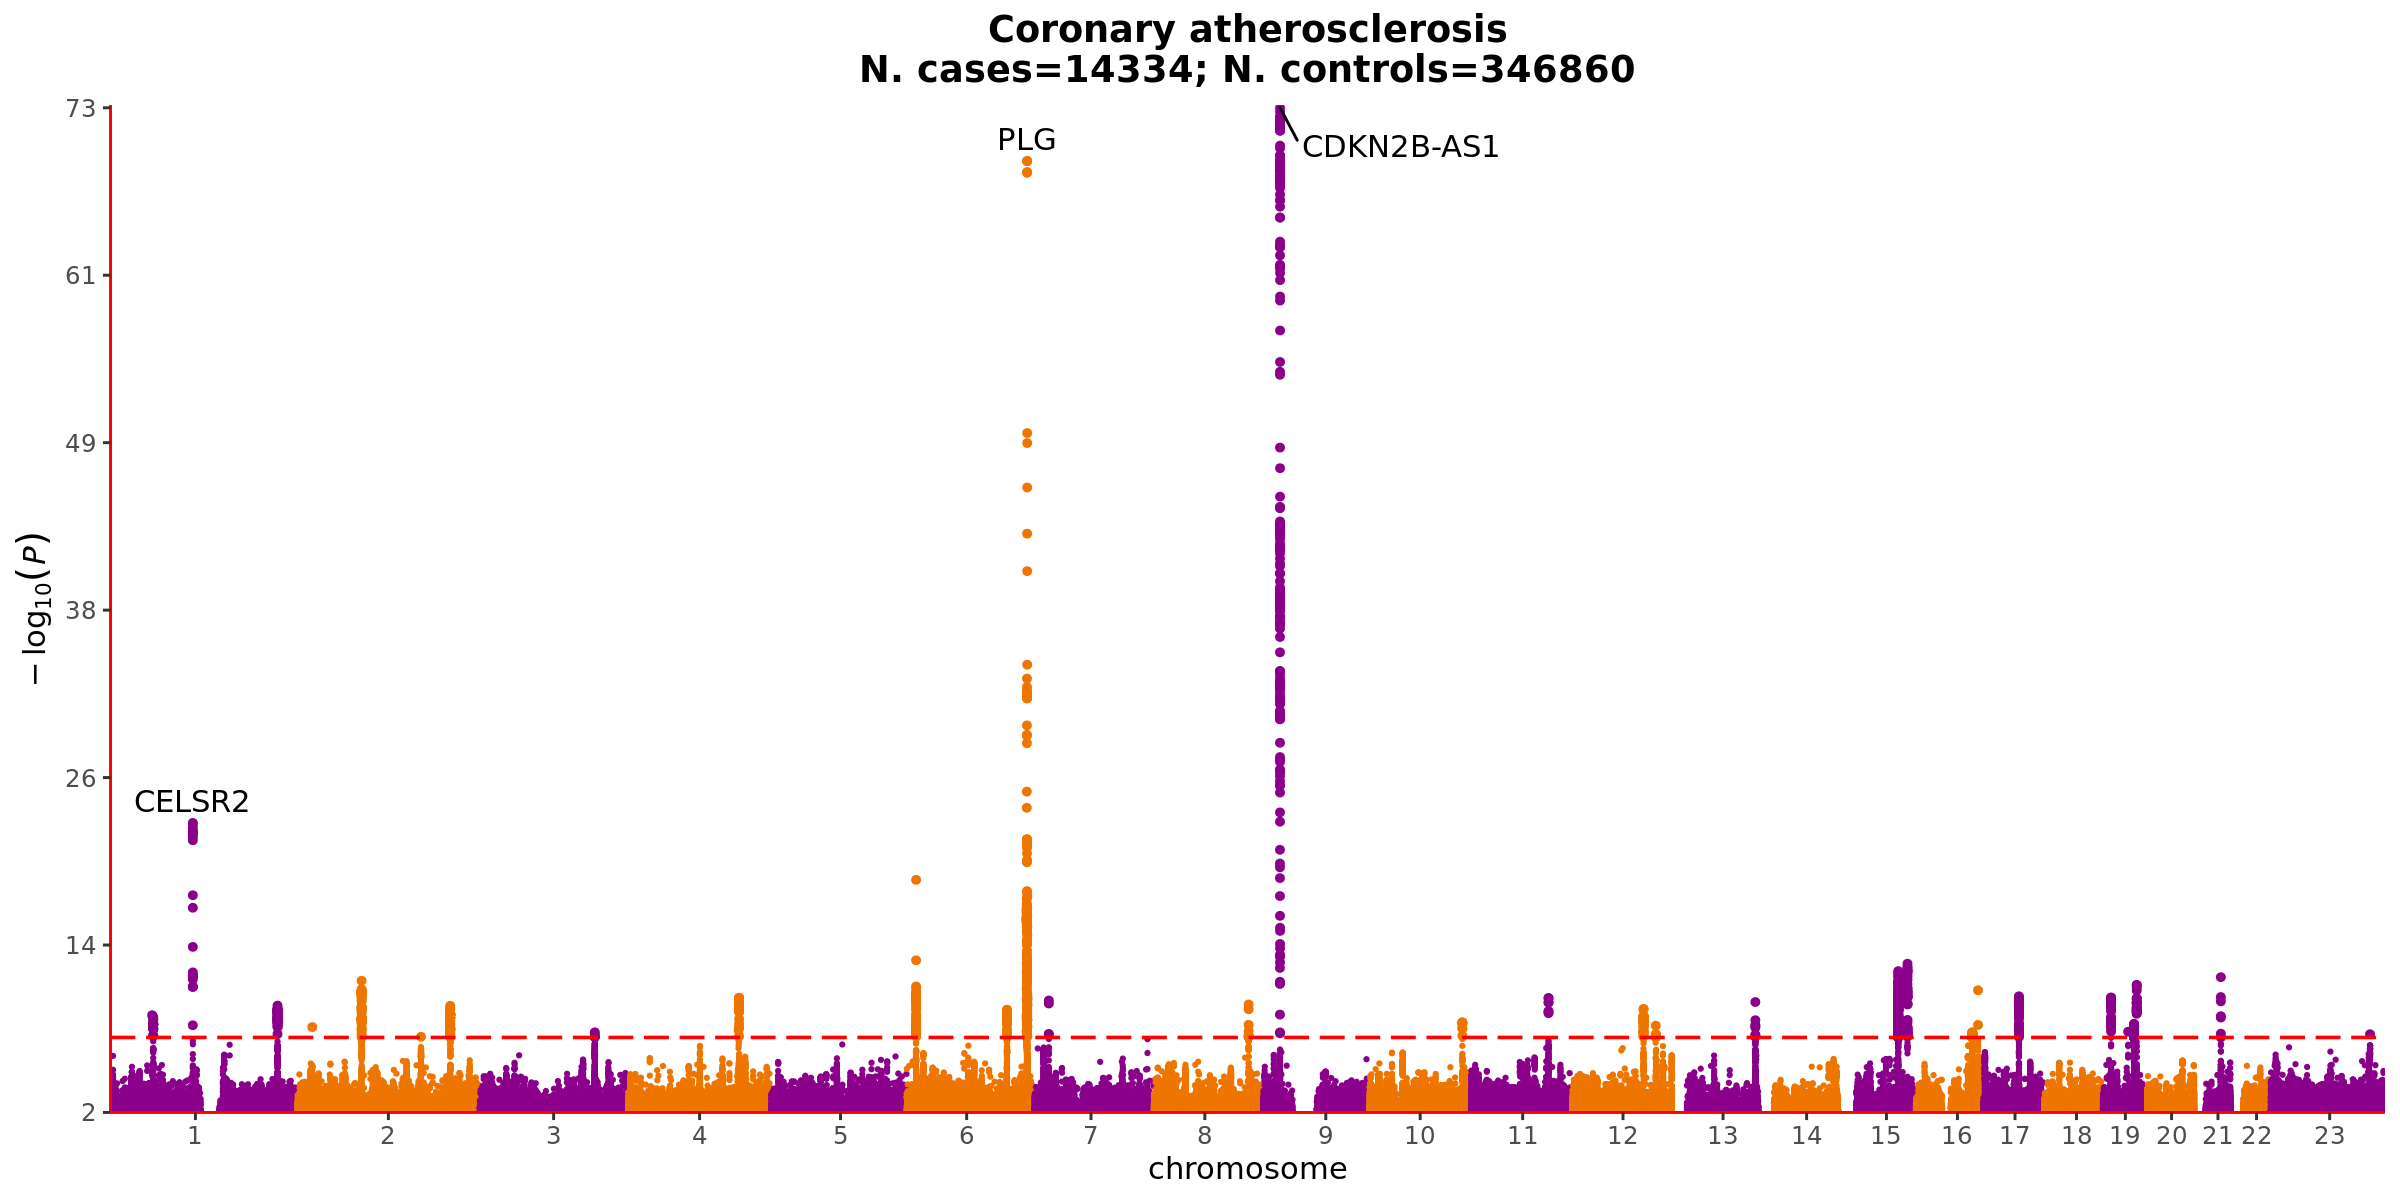 Coronary atherosclerosis
N. cases=14334; N. controls=346860
73
61
49
38
26
14
2
−log10(P)
PLG
CDKN2B-AS1
CELSR2
1 2 3 4 5 6 7 8 9 10 11 12 13 14 15 16 17 18 19 20 21 22 23
chromosome